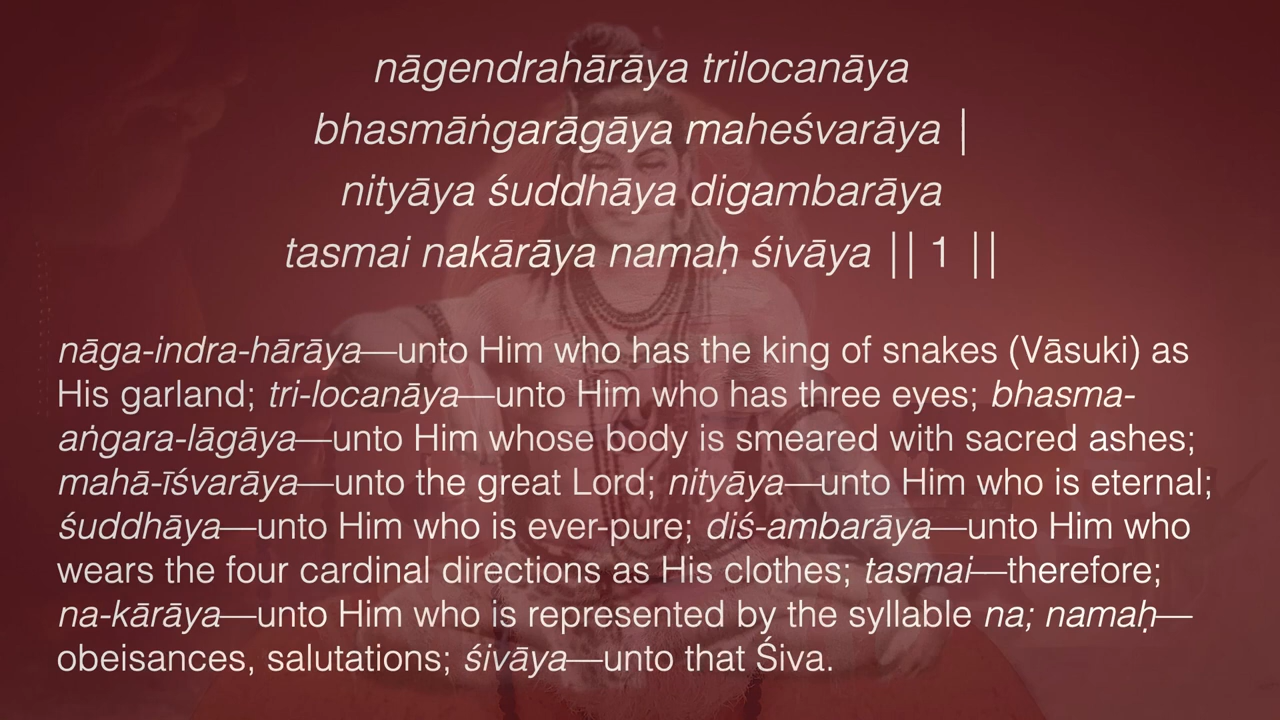 nāgendrahārāya trilocanāya
bhasmāṅgarāgāya maheśvarāya |
nityāya śuddhāya digambarāya
tasmai nakārāya namaḥ śivāya || 1 ||
nāga-indra-hārāya—unto Him who has the king of snakes (Vāsuki) as
His garland; tri-locanāya—unto Him who has three eyes; bhasma-
aṅgara-lāgāya—unto Him whose body is smeared with sacred ashes;
mahā-īśvarāya—unto the great Lord; nityāya—unto Him who is eternal;
śuddhāya—unto Him who is ever-pure; diś-ambarāya—unto Him who
wears the four cardinal directions as His clothes; tasmai—therefore;
na-kārāya—unto Him who is represented by the syllable na; namaḥ—
obeisances, salutations; śivāya—unto that Śiva.